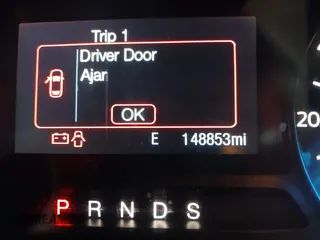 Trip 1
Driver Door
Ajar
OK
E 148853mi
20
P R N D S